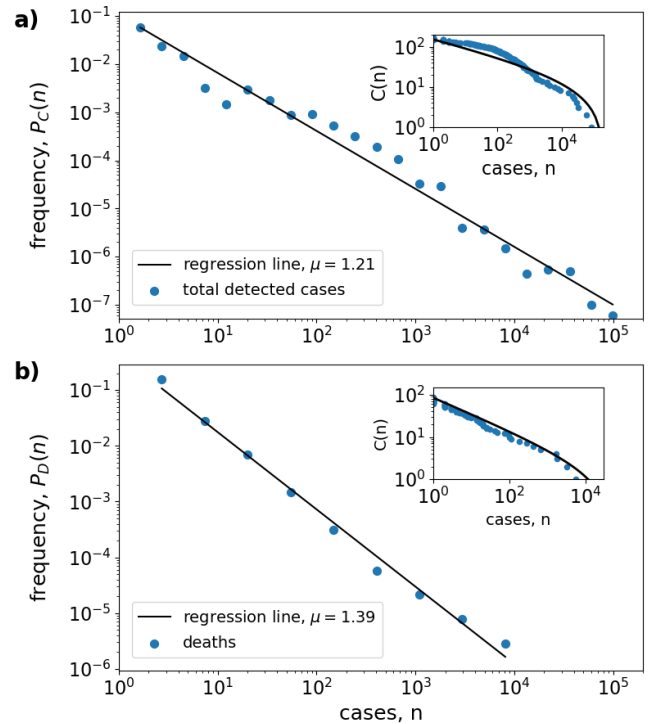 a)
frequency, P_C(n)
10^{-1}
10^{-2}
10^{-3}
10^{-4}
10^{-5}
10^{-6}
10^{-7}
10^0 10^1 10^2 10^3 10^4 10^5
regression line, μ = 1.21
total detected cases
C(n)
10^2
10^1
10^0
10^0 10^2 10^4
cases, n
b)
frequency, P_D(n)
10^{-1}
10^{-2}
10^{-3}
10^{-4}
10^{-5}
10^{-6}
10^0 10^1 10^2 10^3 10^4 10^5
cases, n
regression line, μ = 1.39
deaths
C(n)
10^2
10^1
10^0
10^0 10^2 10^4
cases, n